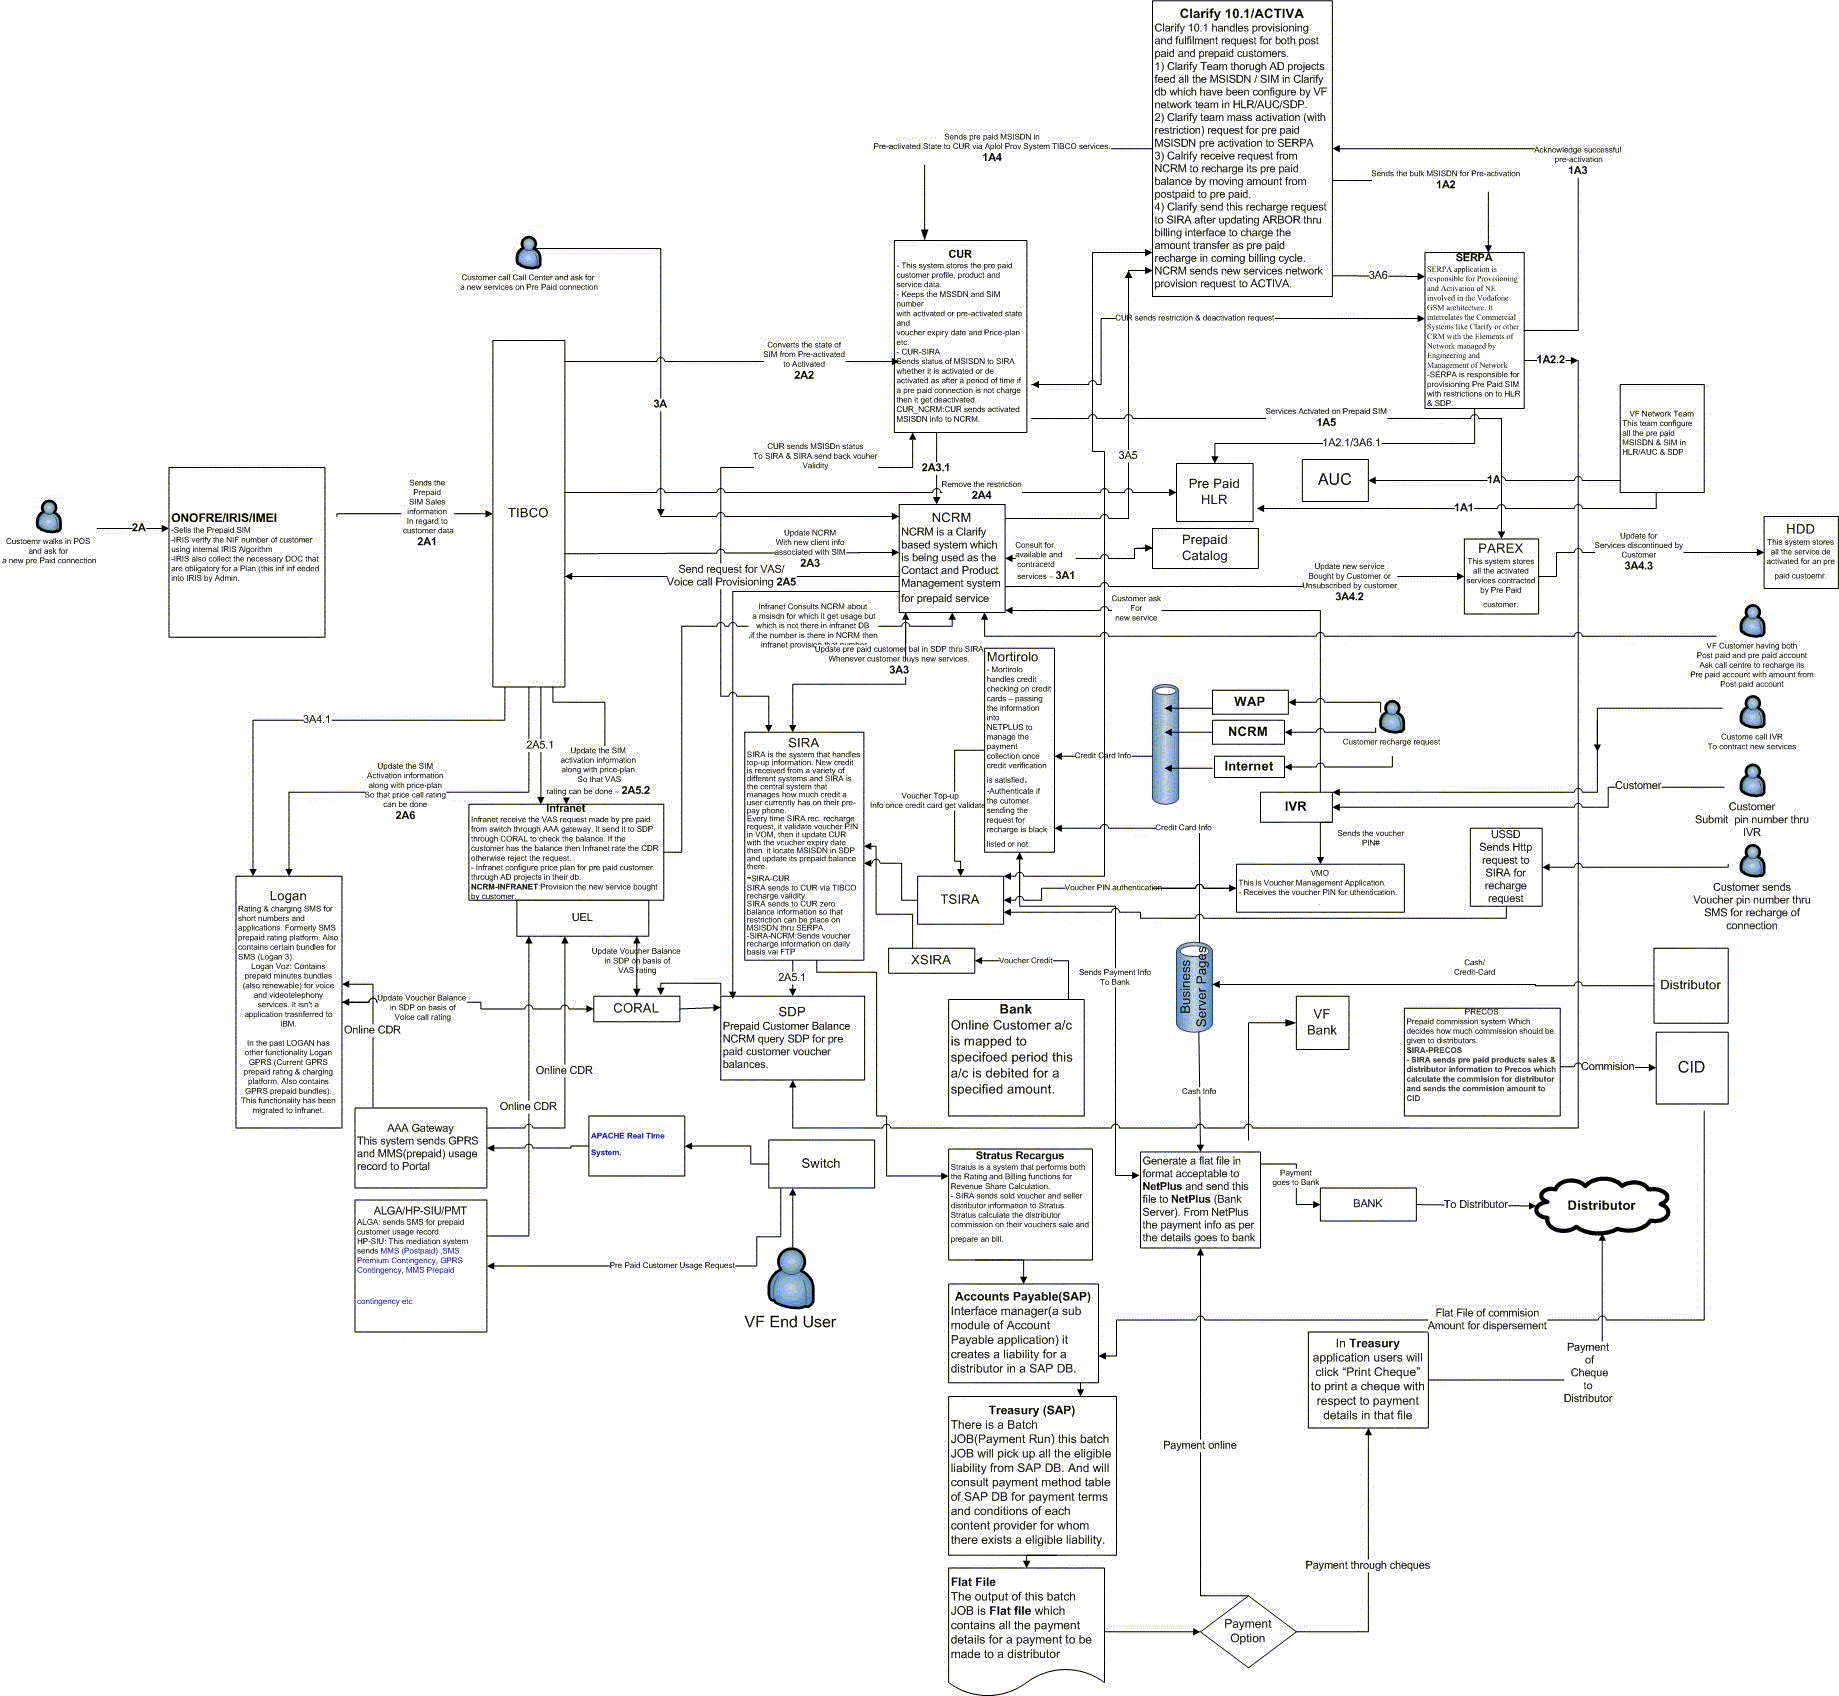 Clarify 10.1/ACTIVA
Clarify 10.1 handles provisioning
and fulfilment request for both post
paid and prepaid customers.
1) Clarify Team thorugh AD projects
feed all the MSISDN / SIM in Clarify
db which have been configure by VF
network team in HLR/AUC/SDP.
2) Clarify team mass activation (with
restriction) request for pre paid
MSISDN pre activation to SERPA
3) Calrify receive request from
NCRM to recharge its pre paid
balance by moving amount from
postpaid to pre paid.
4) Clarify send this recharge request
to SIRA after updating ARBOR thru
billing interface to charge the
amount transfer as pre paid
recharge in coming billing cycle.
NCRM sends new services network
provision request to ACTIVA.
Sends pre paid MSISDN in
Pre-activated State to CUR via Aplol Prov System TIBCO services.
1A4
Acknowledge successful
pre-activation
1A3
Sends the bulk MSISDN for Pre-activation
1A2
Customer call Call Center and ask for
a new services on Pre Paid connection
CUR
- This system stores the pre paid
customer profile, product and
service data.
- Keeps the MSSDN and SIM
number
with activated or pre-activated state
and
voucher expiry date and Price-plan
etc.
- CUR-SIRA
Sends status of MSISDN to SIRA
whether it is activated or de
activated as after a period of time if
a pre paid connection is not charge
then it get deactivated.
CUR_NCRM:CUR sends activated
MSISDN info to NCRM.
3A6
SERPA
SERPA application is
responsible for Provisioning
and Activation of NE
involved in the Vodafone
GSM architecture. It
interrelates the Commercial
Systems like Clarify or other
CRM with the Elements of
Network managed by
Engineering and
Management of Network
-SERPA is responsible for
provisioning Pre Paid SIM
with restrictions on to HLR
& SDP.
CUR sends restriction & deactivation request
1A2.2
Converts the state of
SIM from Pre-activated
to Activated
2A2
3A
Services Actvated on Prepaid SIM
1A5
1A2.1/3A6.1
VF Network Team
This team configure
all the pre paid
MSISDN & SIM in
HLR/AUC & SDP
CUR sends MSISDn status
To SIRA & SIRA send back vouher
Validity
2A3.1
3A5
Pre Paid
HLR
AUC
1A
1A1
Remove the restriction
2A4
Custoemr walks in POS
and ask for
a new pre Paid connection
2A
ONOFRE/IRIS/IMEI
-Sells the Prepaid SIM
-IRIS verify the NIF number of customer
using internal IRIS Algorithm
-IRIS also collect the necessary DOC that
are obligatory for a Plan (this inf inf eeded
into IRIS by Admin.
Sends the
Prepaid
SIM Sales
information
In regard to
customer data
2A1
TIBCO
Update NCRM
With new client info
associated with SIM
2A3
Send request for VAS/
Voice call Provisioning 2A5
NCRM
NCRM is a Clarify
based system which
is being used as the
Contact and Product
Management system
for prepaid service
Consult for
available and
contracetd
services – 3A1
Prepaid
Catalog
Update new service
Bought by Customer or
Unsubscribed by customer
3A4.2
PAREX
This system stores
all the activated
services contracted
by Pre Paid
customer.
Update for
Services discontinued by
Customer
3A4.3
HDD
This system stores
all the service de
activated for an pre
paid custoemr.
Infranet Consults NCRM about
a msisdn for which it get usage but
which is not there in infranet DB
.if the number is there in NCRM then
infranet provision that number
Update pre paid customer bal in SDP thru SIRA
Whenever customer buys new services.
3A3
Customer ask
For
new service
VF Customer having both
Post paid and pre paid account
Ask call centre to recharge its
Pre paid account with amount from
Post paid account
Mortirolo
- Mortirolo
handles credit
checking on credit
cards – passing
the information
into
NETPLUS to
manage the
payment
collection once
credit verification
is satisfied.
-Authenticate if
the cutomer
sending the
request for
recharge is black
listed or not.
WAP
NCRM
Internet
Customer recharge request
Credit Card Info
Custome call IVR
To contract new services
3A4.1
2A5.1
Update the SIM
activation information
along with price-plan.
So that VAS
rating can be done – 2A5.2
Update the SIM
Activation information
along with price-plan
So that price call rating
can be done
2A6
SIRA
SIRA is the system that handles
top-up information. New credit
is received from a variety of
different systems and SIRA is
the central system that
manages how much credit a
user currently has on their pre-
pay phone.
Every time SIRA rec. recharge
request, it validate voucher PIN
in VOM, then it update CUR
with the voucher expiry date
then it locate MSISDN in SDP
and update its prepaid balance
there.
-SIRA-CUR
SIRA sends to CUR via TIBCO
recharge validity.
SIRA sends to CUR zero
balance information so that
restriction can be place on
MSISDN thru SERPA.
-SIRA-NCRM:Sends voucher
recharge information on daily
basis vai FTP
Voucher Top-up
Info once credit card get validate
Credit Card Info
IVR
Customer
Customer
Submit pin number thru
IVR
Sends the voucher
PIN#
USSD
Sends Http
request to
SIRA for
recharge
request
Customer sends
Voucher pin number thru
SMS for recharge of
connection
Infranet
Infranet receive the VAS request made by pre paid
from switch through AAA gateway. It send it to SDP
through CORAL to check the balance. If the
customer has the balance then Infranet rate the CDR
otherwise reject the request.
- Infranet configure price plan for pre paid customer
through AD projects in their db.
NCRM-INFRANET:Provision the new service bought
by customer.
UEL
VMO
This is Voucher Management Application.
- Receives the voucher PIN for uthentication.
Voucher PIN authentication
TSIRA
XSIRA
Voucher Credit
Logan
Rating & charging SMS for
short numbers and
applications. Formerly SMS
prepaid rating platform. Also
contains certain bundles for
SMS (Logan 3).
Logan Voz: Contains
prepaid minutes bundles
(also renewable) for voice
and videotelephony
services. It isn't a
application trasnferred to
IBM.
In the past LOGAN has
other functionality Logan
GPRS (Current GPRS
prepaid rating & charging
platform. Also contains
GPRS prepaid bundles).
This functionality has been
migrated to Infranet.
Update Voucher Balance
in SDP on basis of
VAS rating
Update Voucher Balance
in SDP on basis of
Voice call rating
Online CDR
Online CDR
Online CDR
CORAL
2A5.1
SDP
Prepaid Customer Balance
NCRM query SDP for pre
paid customer voucher
balances.
Bank
Online Customer a/c
is mapped to
specifoed period this
a/c is debited for a
specified amount.
Sends Payment Info
To Bank
Business
Server Pages
Cash/
Credit-Card
Distributor
VF
Bank
PRECOS
Prepaid commission system Which
decides how much commission should be
given to distributors.
SIRA-PRECOS
- SIRA sends pre paid products sales &
distributor information to Precos which
calculate the commision for distributor
and sends the commision amount to
CID
Commision
CID
Cash Info
AAA Gateway
This system sends GPRS
and MMS(prepaid) usage
record to Portal
APACHE Real Time
System.
Switch
ALGA/HP-SIU/PMT
ALGA: sends SMS for prepaid
customer usage record.
HP-SIU: This mediation system
sends MMS (Postpaid) ,SMS
Premium Contingency, GPRS
Contingency, MMS Prepaid
contingency etc
Pre Paid Customer Usage Request
VF End User
Stratus Recargus
Stratus is a system that performs both
the Rating and Billing functions for
Revenue Share Calculation.
- SIRA sends sold voucher and seller
distributor information to Stratus.
Stratus calculate the distributor
commission on their vouchers sale and
prepare an bill.
Generate a flat file in
format acceptable to
NetPlus and send this
file to NetPlus (Bank
Server). From NetPlus
the payment info as per
the details goes to bank
Payment
goes to Bank
BANK
To Distributor
Distributor
Accounts Payable(SAP)
Interface manager(a sub
module of Account
Payable application) it
creates a liability for a
distributor in a SAP DB.
Flat File of commision
Amount for dispersement
In Treasury
application users will
click “Print Cheque”
to print a cheque with
respect to payment
details in that file
Payment
of
Cheque
to
Distributor
Treasury (SAP)
There is a Batch
JOB(Payment Run) this batch
JOB will pick up all the eligible
liability from SAP DB. And will
consult payment method table
of SAP DB for payment terms
and conditions of each
content provider for whom
there exists a eligible liability.
Payment online
Payment through cheques
Flat File
The output of this batch
JOB is Flat file which
contains all the payment
details for a payment to be
made to a distributor
Payment
Option